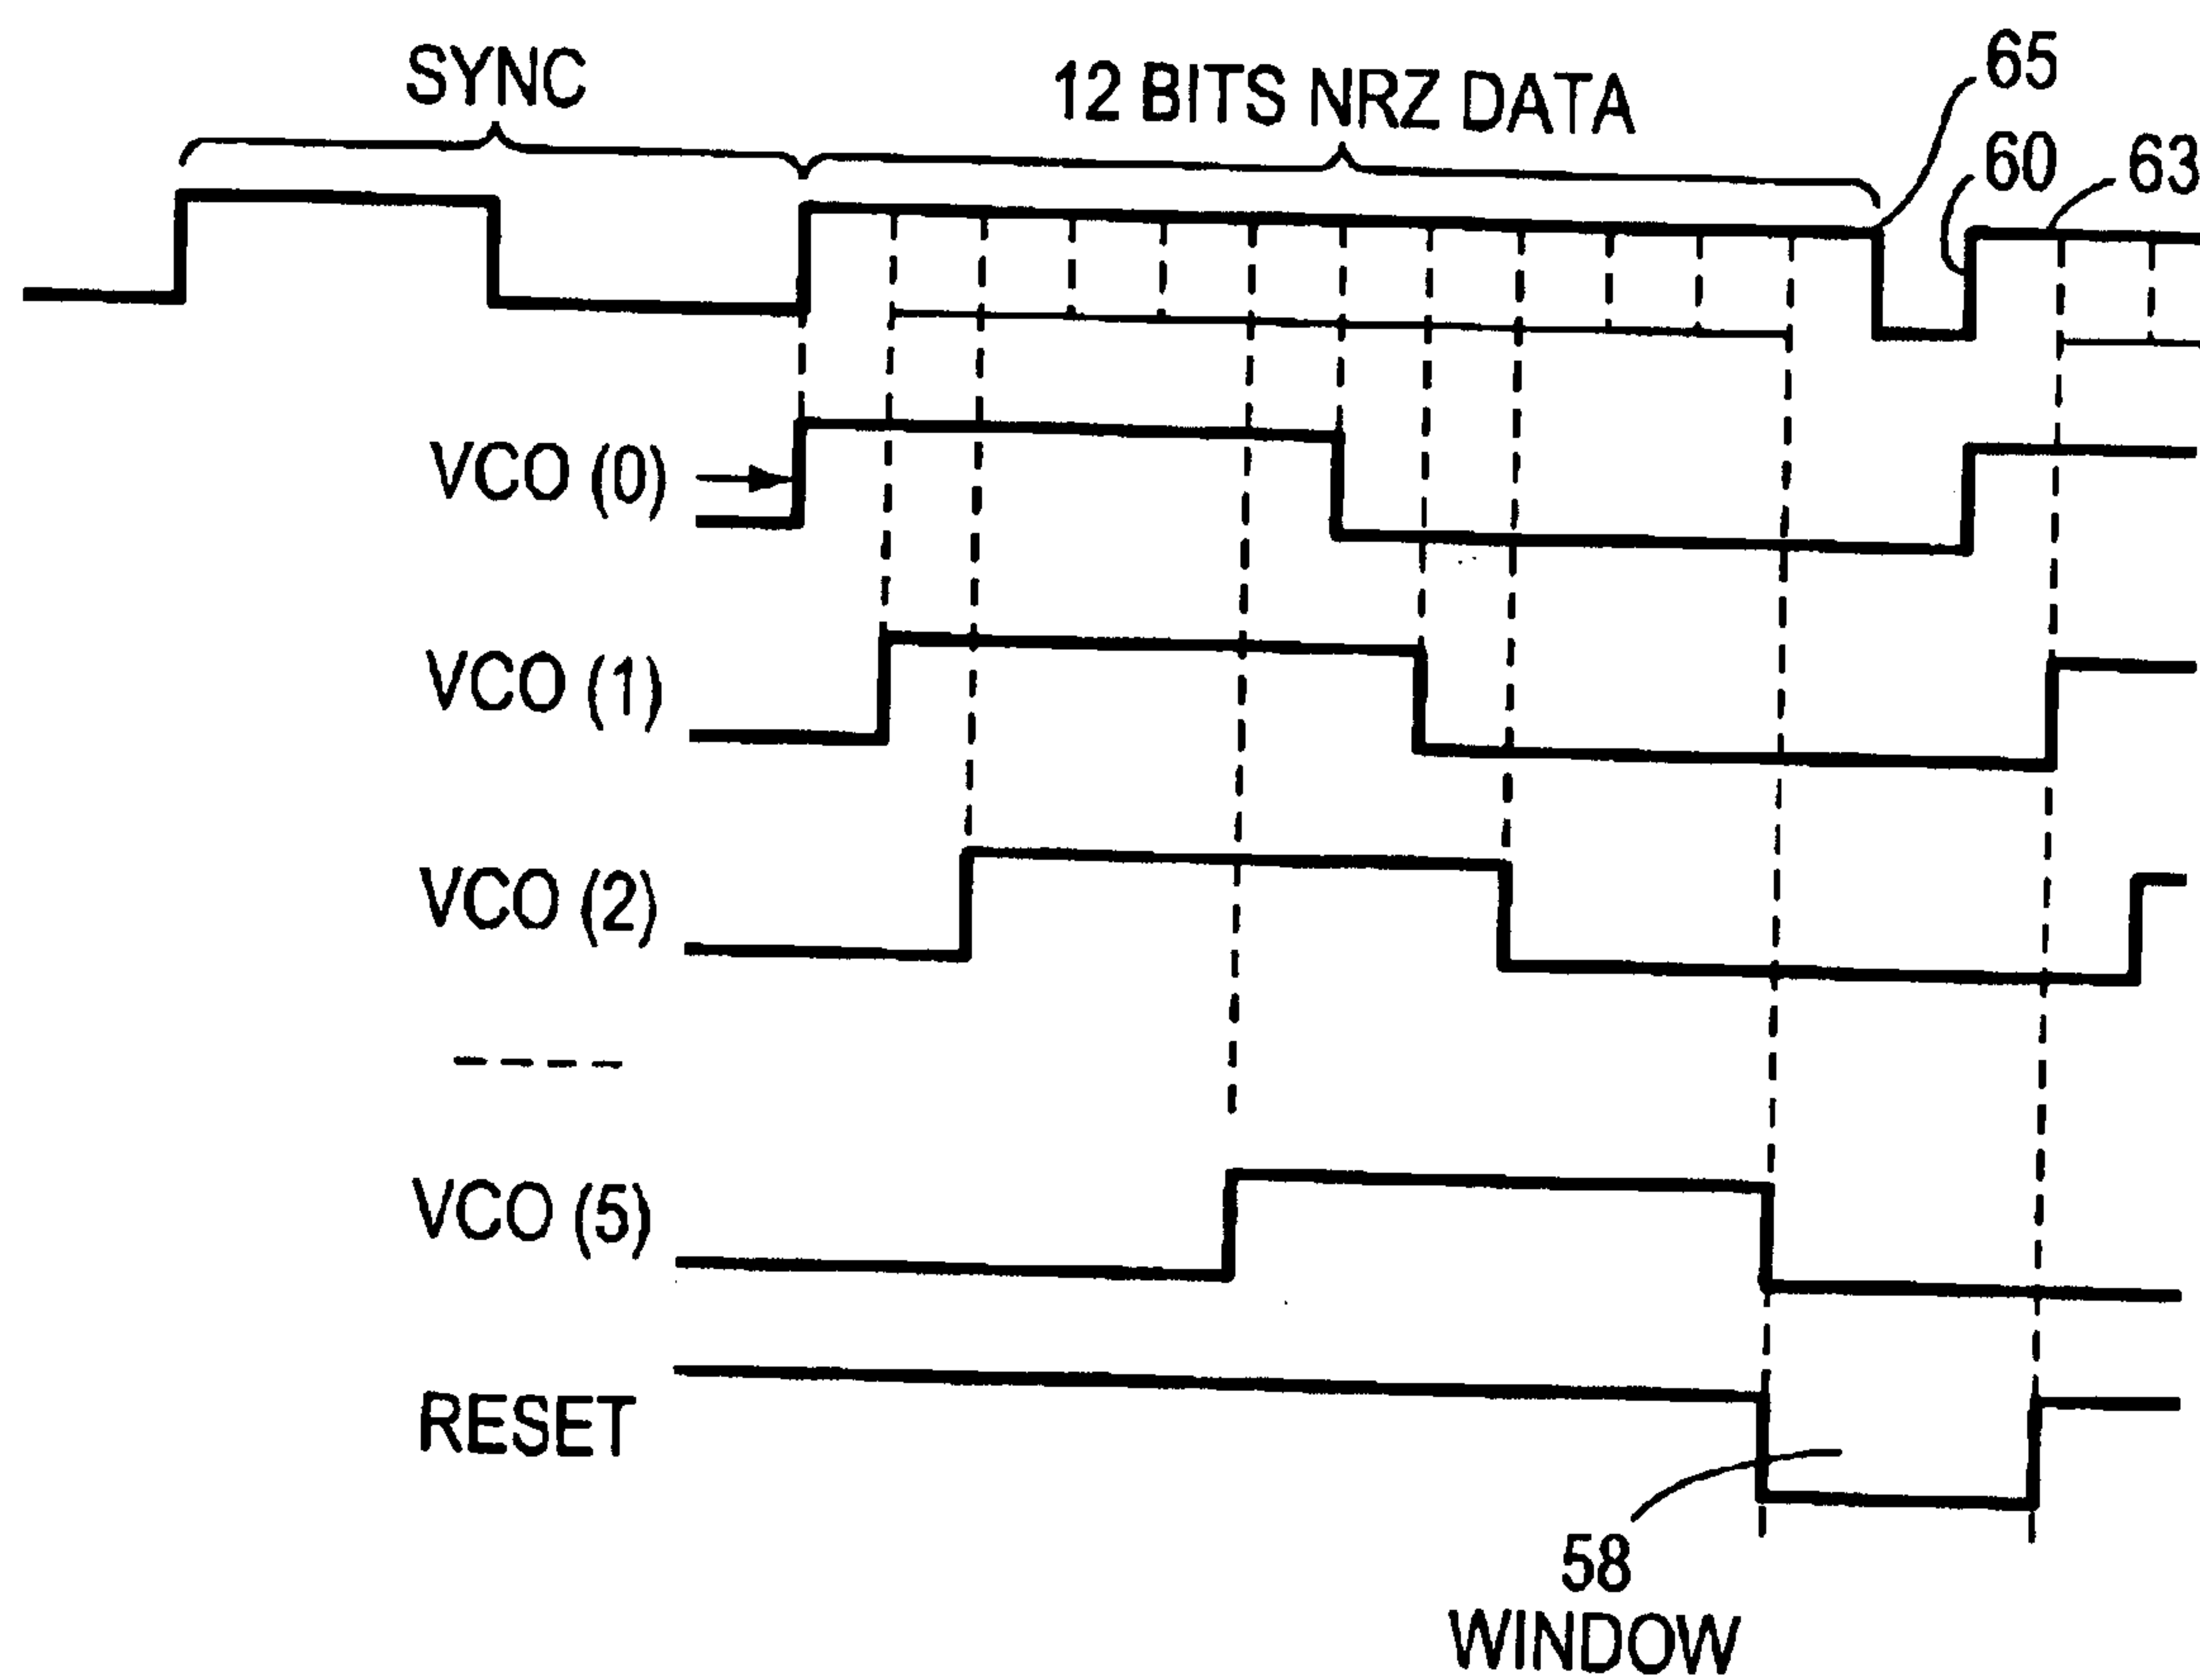 SYNC
12 BITS NRZ DATA
65
60
63
VCO (0)
VCO (1)
VCO (2)
VCO (5)
RESET
58
WINDOW